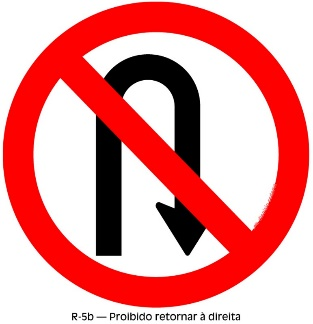 R-5b — Proibido retornar à direita